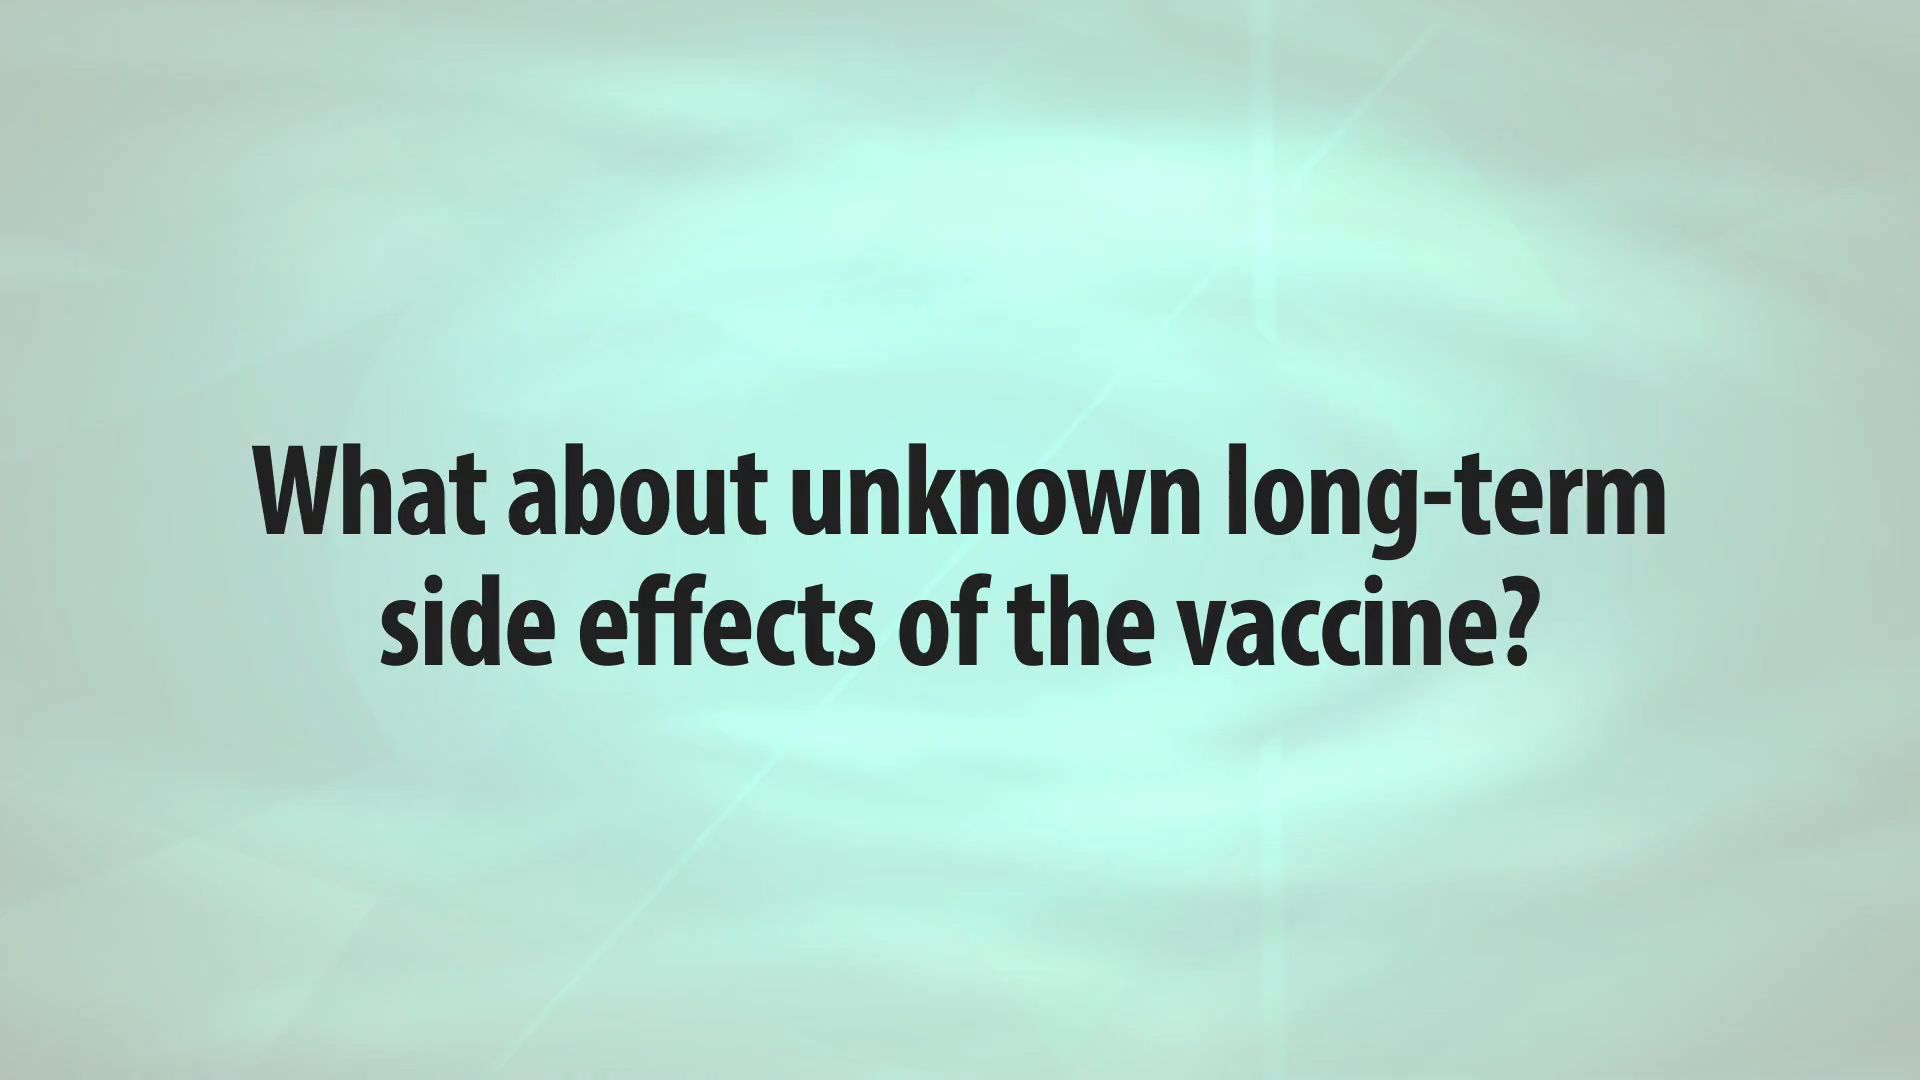 What about unknown long-term
side effects of the vaccine?